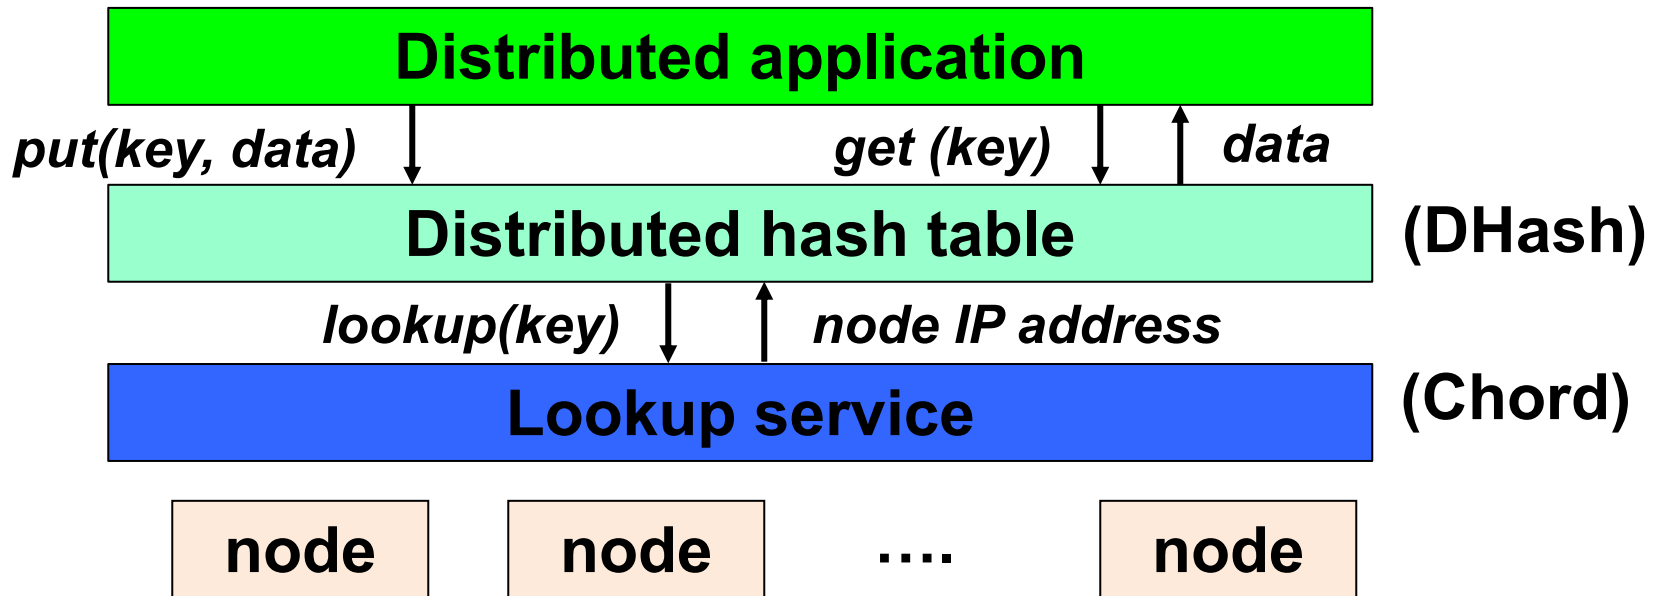 Distributed application
put(key, data)
get (key)
data
Distributed hash table
(DHash)
lookup(key)
node IP address
Lookup service
(Chord)
node
node
....
node